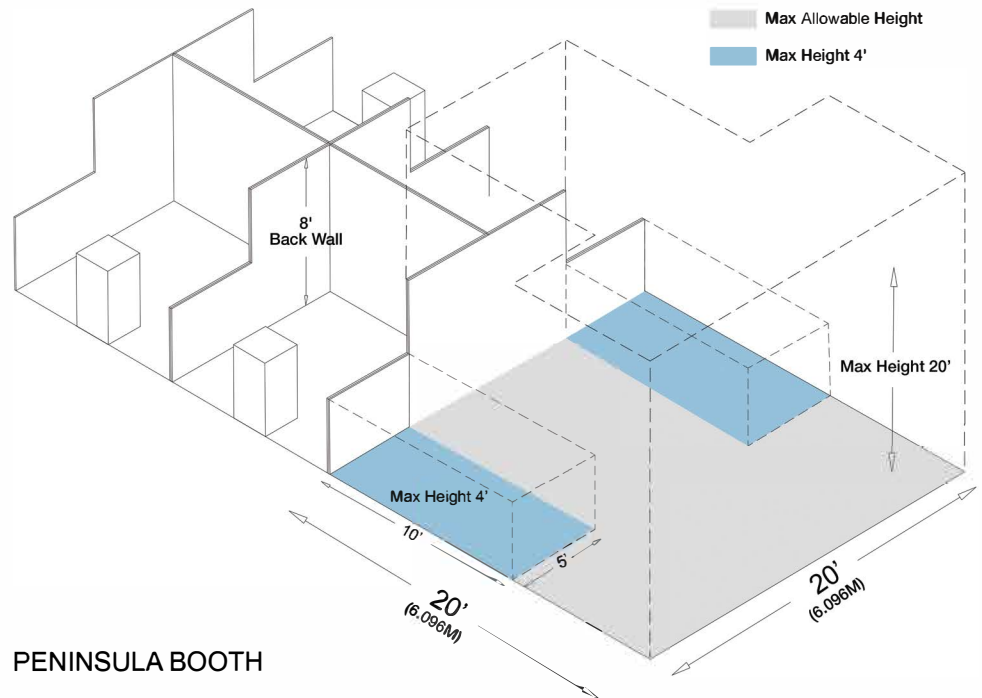 Max Allowable Height
Max Height 4'
8'
Back Wall
Max Height 20'
Max Height 4'
10'
5'
20'
(6.096M)
20'
(6.096M)
PENINSULA BOOTH